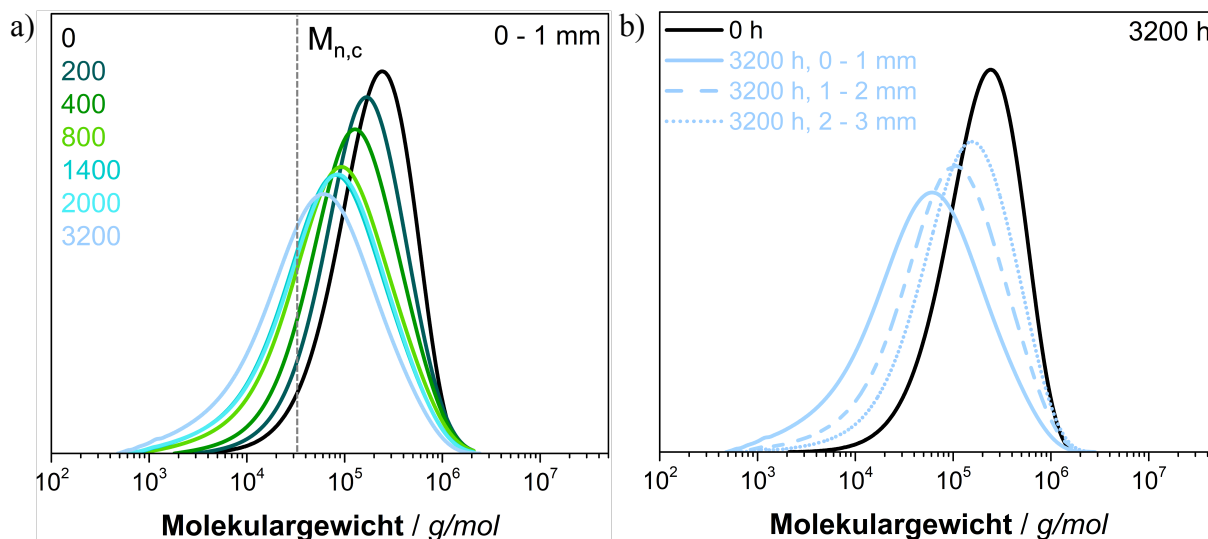 a)
0
200
400
800
1400
2000
3200
M_{n,c}
0 - 1 mm
10^2
10^3
10^4
10^5
10^6
10^7
Molekulargewicht / g/mol
b)
0 h
3200 h, 0 - 1 mm
3200 h, 1 - 2 mm
3200 h, 2 - 3 mm
3200 h
10^2
10^3
10^4
10^5
10^6
10^7
Molekulargewicht / g/mol